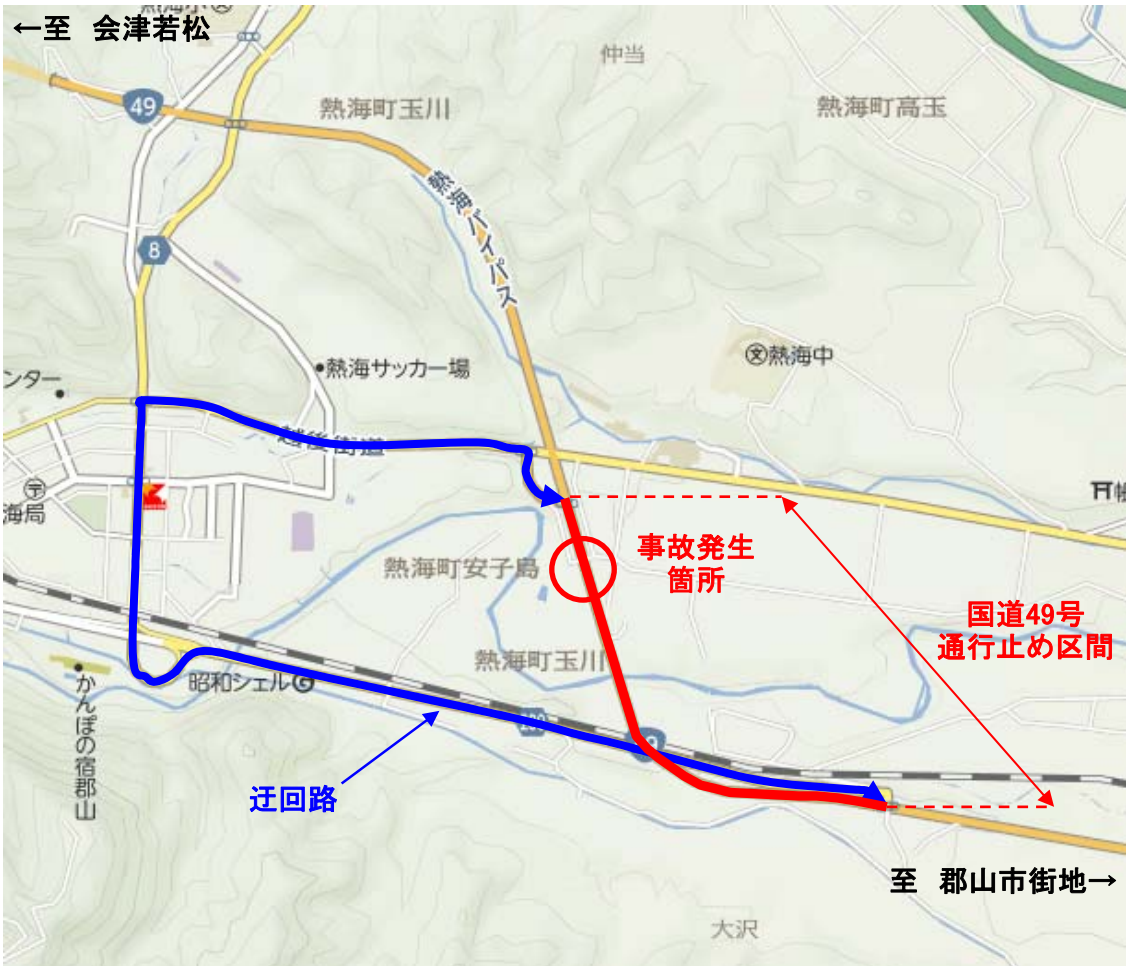 ←至 会津若松
仲当
49
熱海町玉川
熱海町高玉
熱海バイパス
8
熱海サッカー場
文熱海中
ンター
越後街道
〒
海局
事故発生
箇所
熱海町安子島
国道49号
通行止め区間
熱海町玉川
昭和シェル
かんぽの宿郡山
迂回路
至 郡山市街地→
大沢